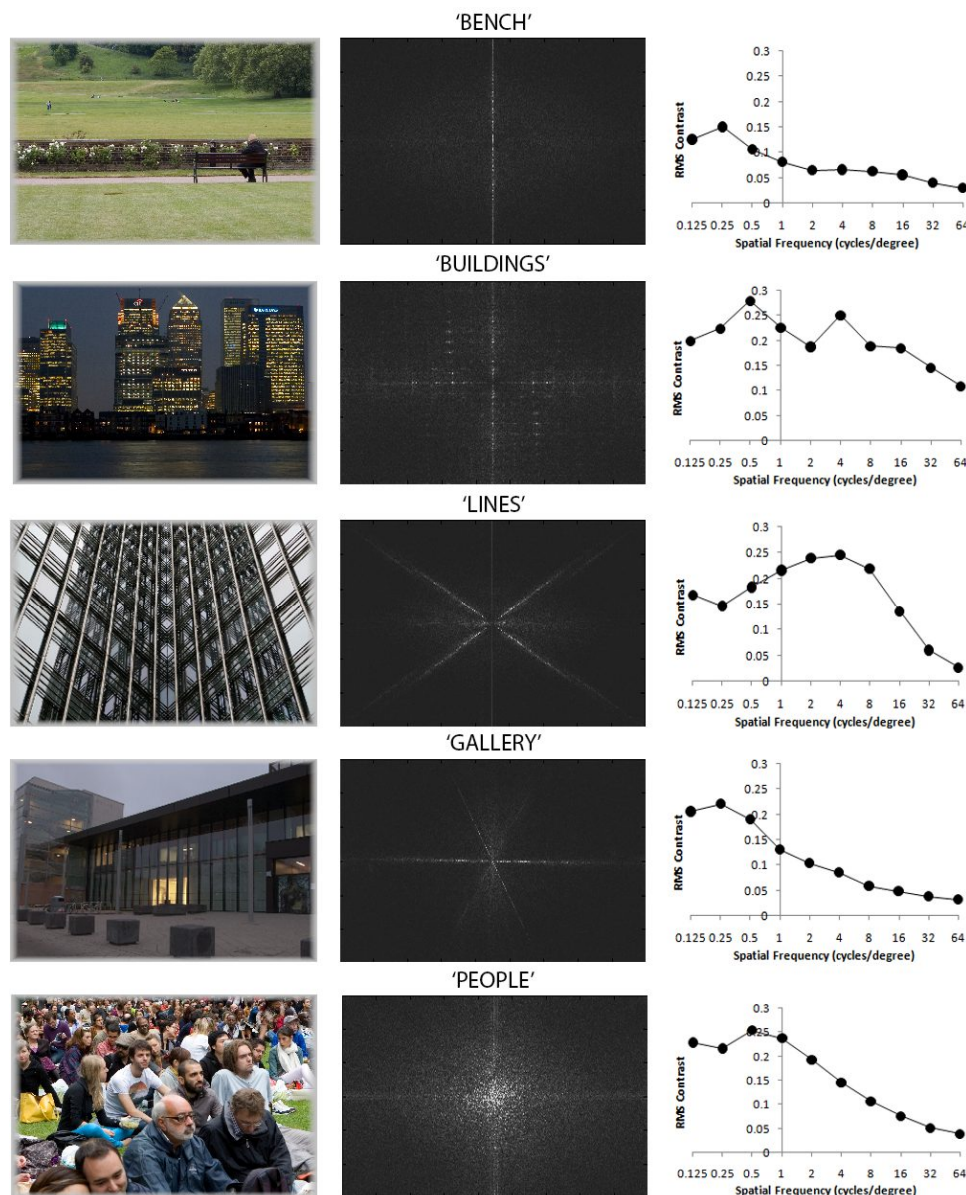 'BENCH'
RMS Contrast
0.3
0.25
0.2
0.15
0.1
0.05
0
0.125 0.25 0.5 1 2 4 8 16 32 64
Spatial Frequency (cycles/degree)
'BUILDINGS'
citi
BARCLAYS
RMS Contrast
0.3
0.25
0.2
0.15
0.1
0.05
0
0.125 0.25 0.5 1 2 4 8 16 32 64
Spatial Frequency (cycles/degree)
'LINES'
RMS Contrast
0.3
0.25
0.2
0.15
0.1
0.05
0
0.125 0.25 0.5 1 2 4 8 16 32 64
Spatial Frequency (cycles/degree)
'GALLERY'
RMS Contrast
0.3
0.25
0.2
0.15
0.1
0.05
0
0.125 0.25 0.5 1 2 4 8 16 32 64
Spatial Frequency (cycles/degree)
'PEOPLE'
RMS Contrast
0.3
0.25
0.2
0.15
0.1
0.05
0
0.125 0.25 0.5 1 2 4 8 16 32 64
Spatial Frequency (cycles/degree)